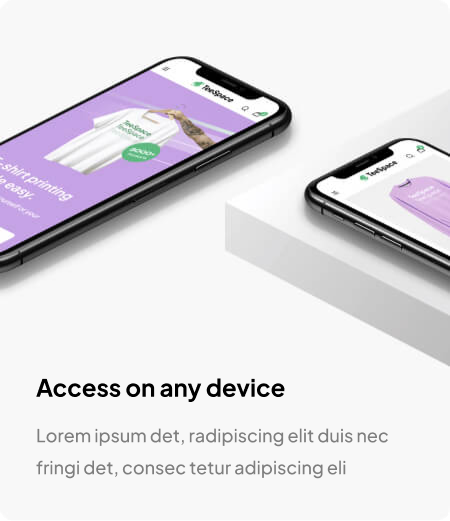 TeeSpace
TeeSpace
TeeSpace
-shirt printing
e easy.
TeeSpace
Access on any device
Lorem ipsum det, radipiscing elit duis nec
fringi det, consec tetur adipiscing eli